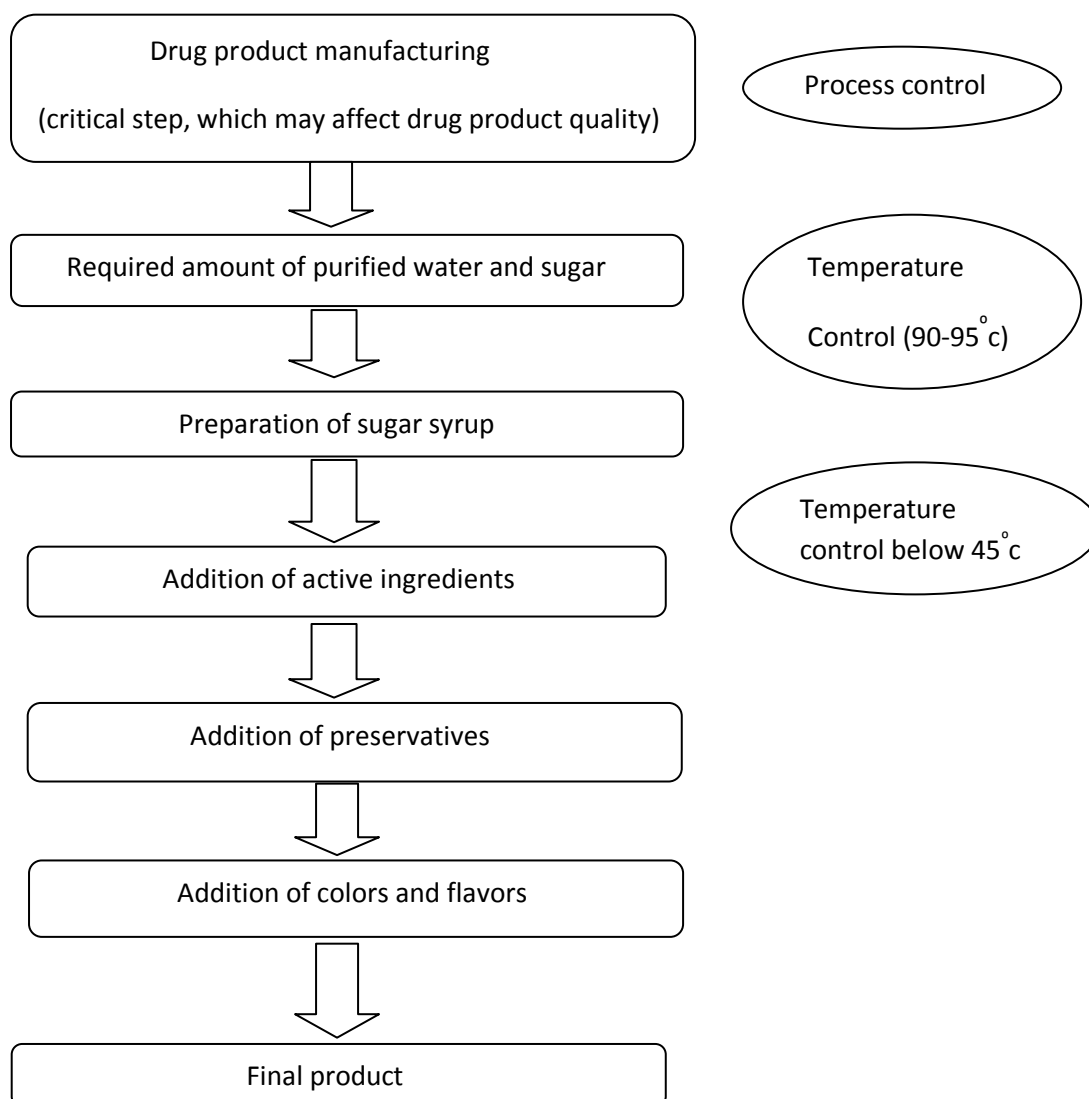 Drug product manufacturing
(critical step, which may affect drug product quality)
Process control
Required amount of purified water and sugar
Temperature
Control (90-95°c)
Preparation of sugar syrup
Temperature
control below 45°c
Addition of active ingredients
Addition of preservatives
Addition of colors and flavors
Final product